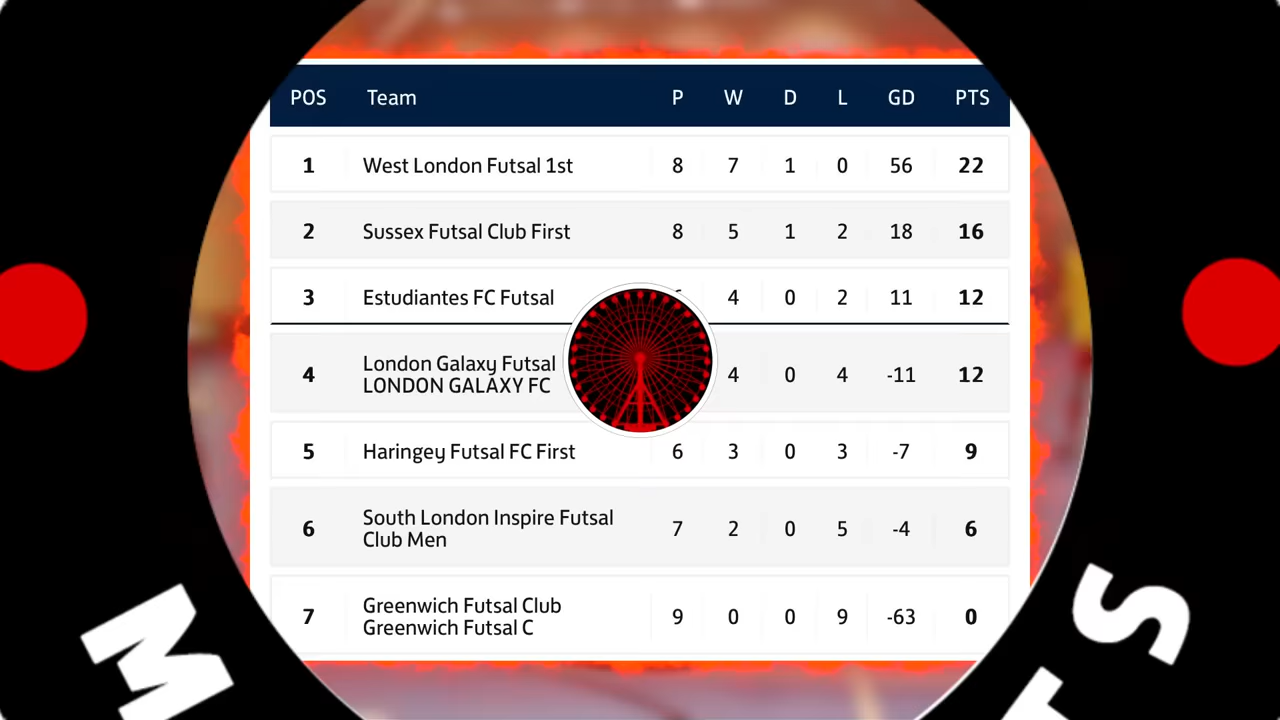 POS Team P W D L GD PTS
1 West London Futsal 1st 8 7 1 0 56 22
2 Sussex Futsal Club First 8 5 1 2 18 16
3 Estudiantes FC Futsal 4 0 2 11 12
4 London Galaxy Futsal
LONDON GALAXY FC 4 0 4 -11 12
5 Haringey Futsal FC First 6 3 0 3 -7 9
6 South London Inspire Futsal
Club Men 7 2 0 5 -4 6
7 Greenwich Futsal Club
Greenwich Futsal C 9 0 0 9 -63 0
M
TS